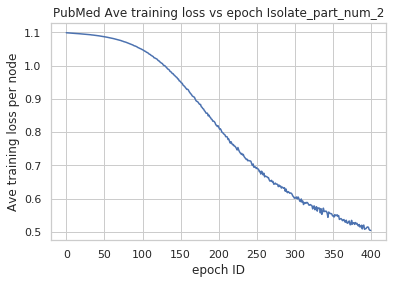 PubMed Ave training loss vs epoch Isolate_part_num_2
Ave training loss per node
1.1
1.0
0.9
0.8
0.7
0.6
0.5
0 50 100 150 200 250 300 350 400
epoch ID